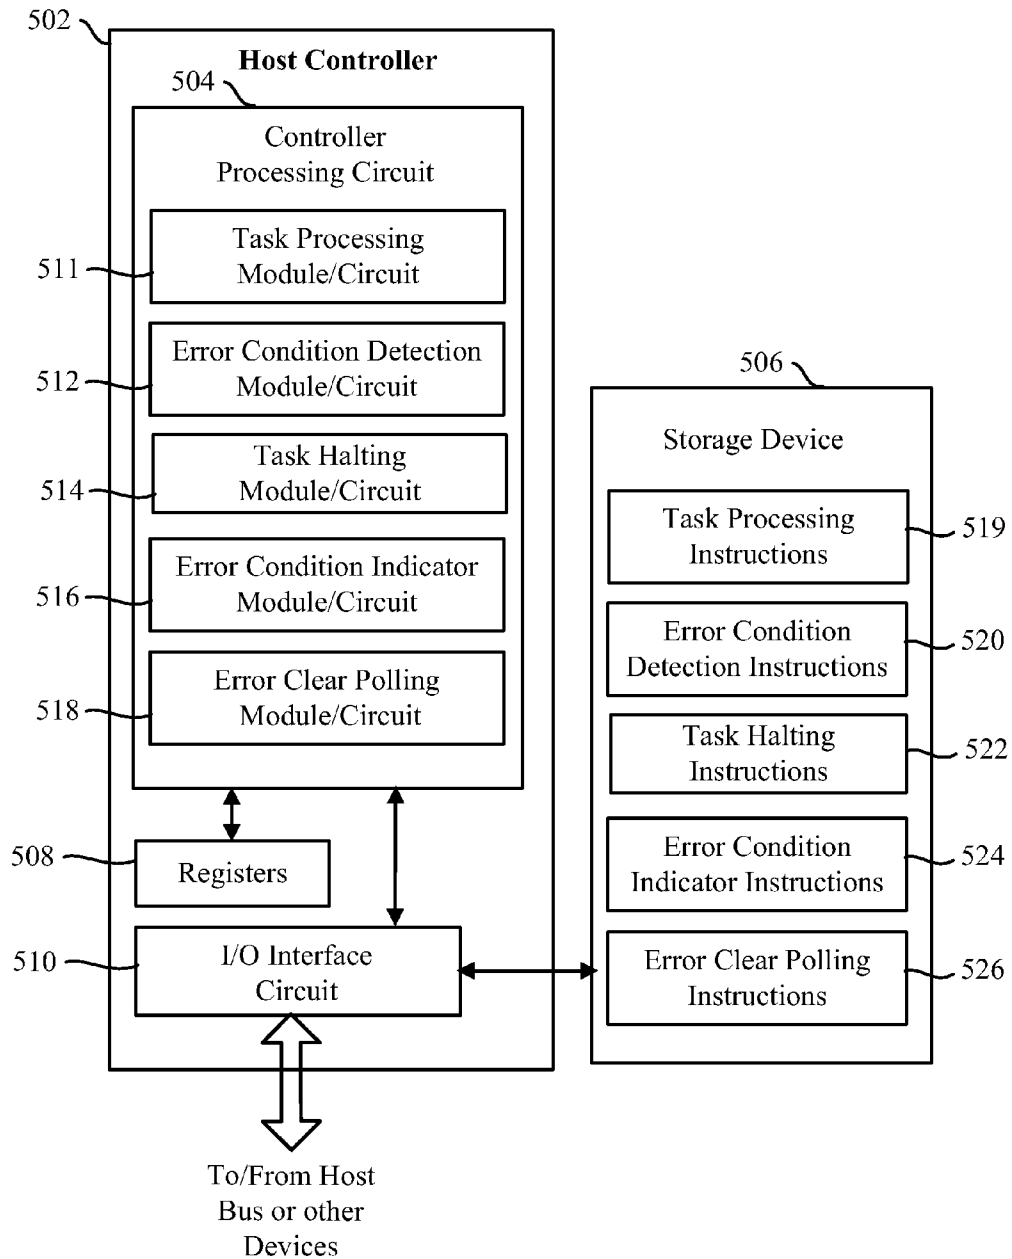 502
Host Controller
504
Controller
Processing Circuit
Task Processing
Module/Circuit
511
Error Condition Detection
Module/Circuit
512
Task Halting
Module/Circuit
514
Error Condition Indicator
Module/Circuit
516
Error Clear Polling
Module/Circuit
518
508
Registers
510
I/O Interface
Circuit
To/From Host
Bus or other
Devices
506
Storage Device
Task Processing
Instructions
519
Error Condition
Detection Instructions
520
Task Halting
Instructions
522
Error Condition
Indicator Instructions
524
Error Clear Polling
Instructions
526